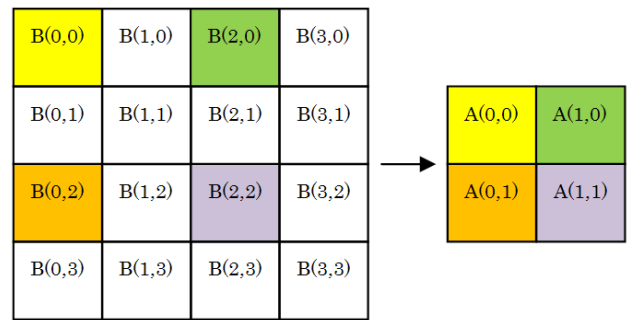 B(0,0) B(1,0) B(2,0) B(3,0)
B(0,1) B(1,1) B(2,1) B(3,1)
B(0,2) B(1,2) B(2,2) B(3,2)
B(0,3) B(1,3) B(2,3) B(3,3)
A(0,0) A(1,0)
A(0,1) A(1,1)